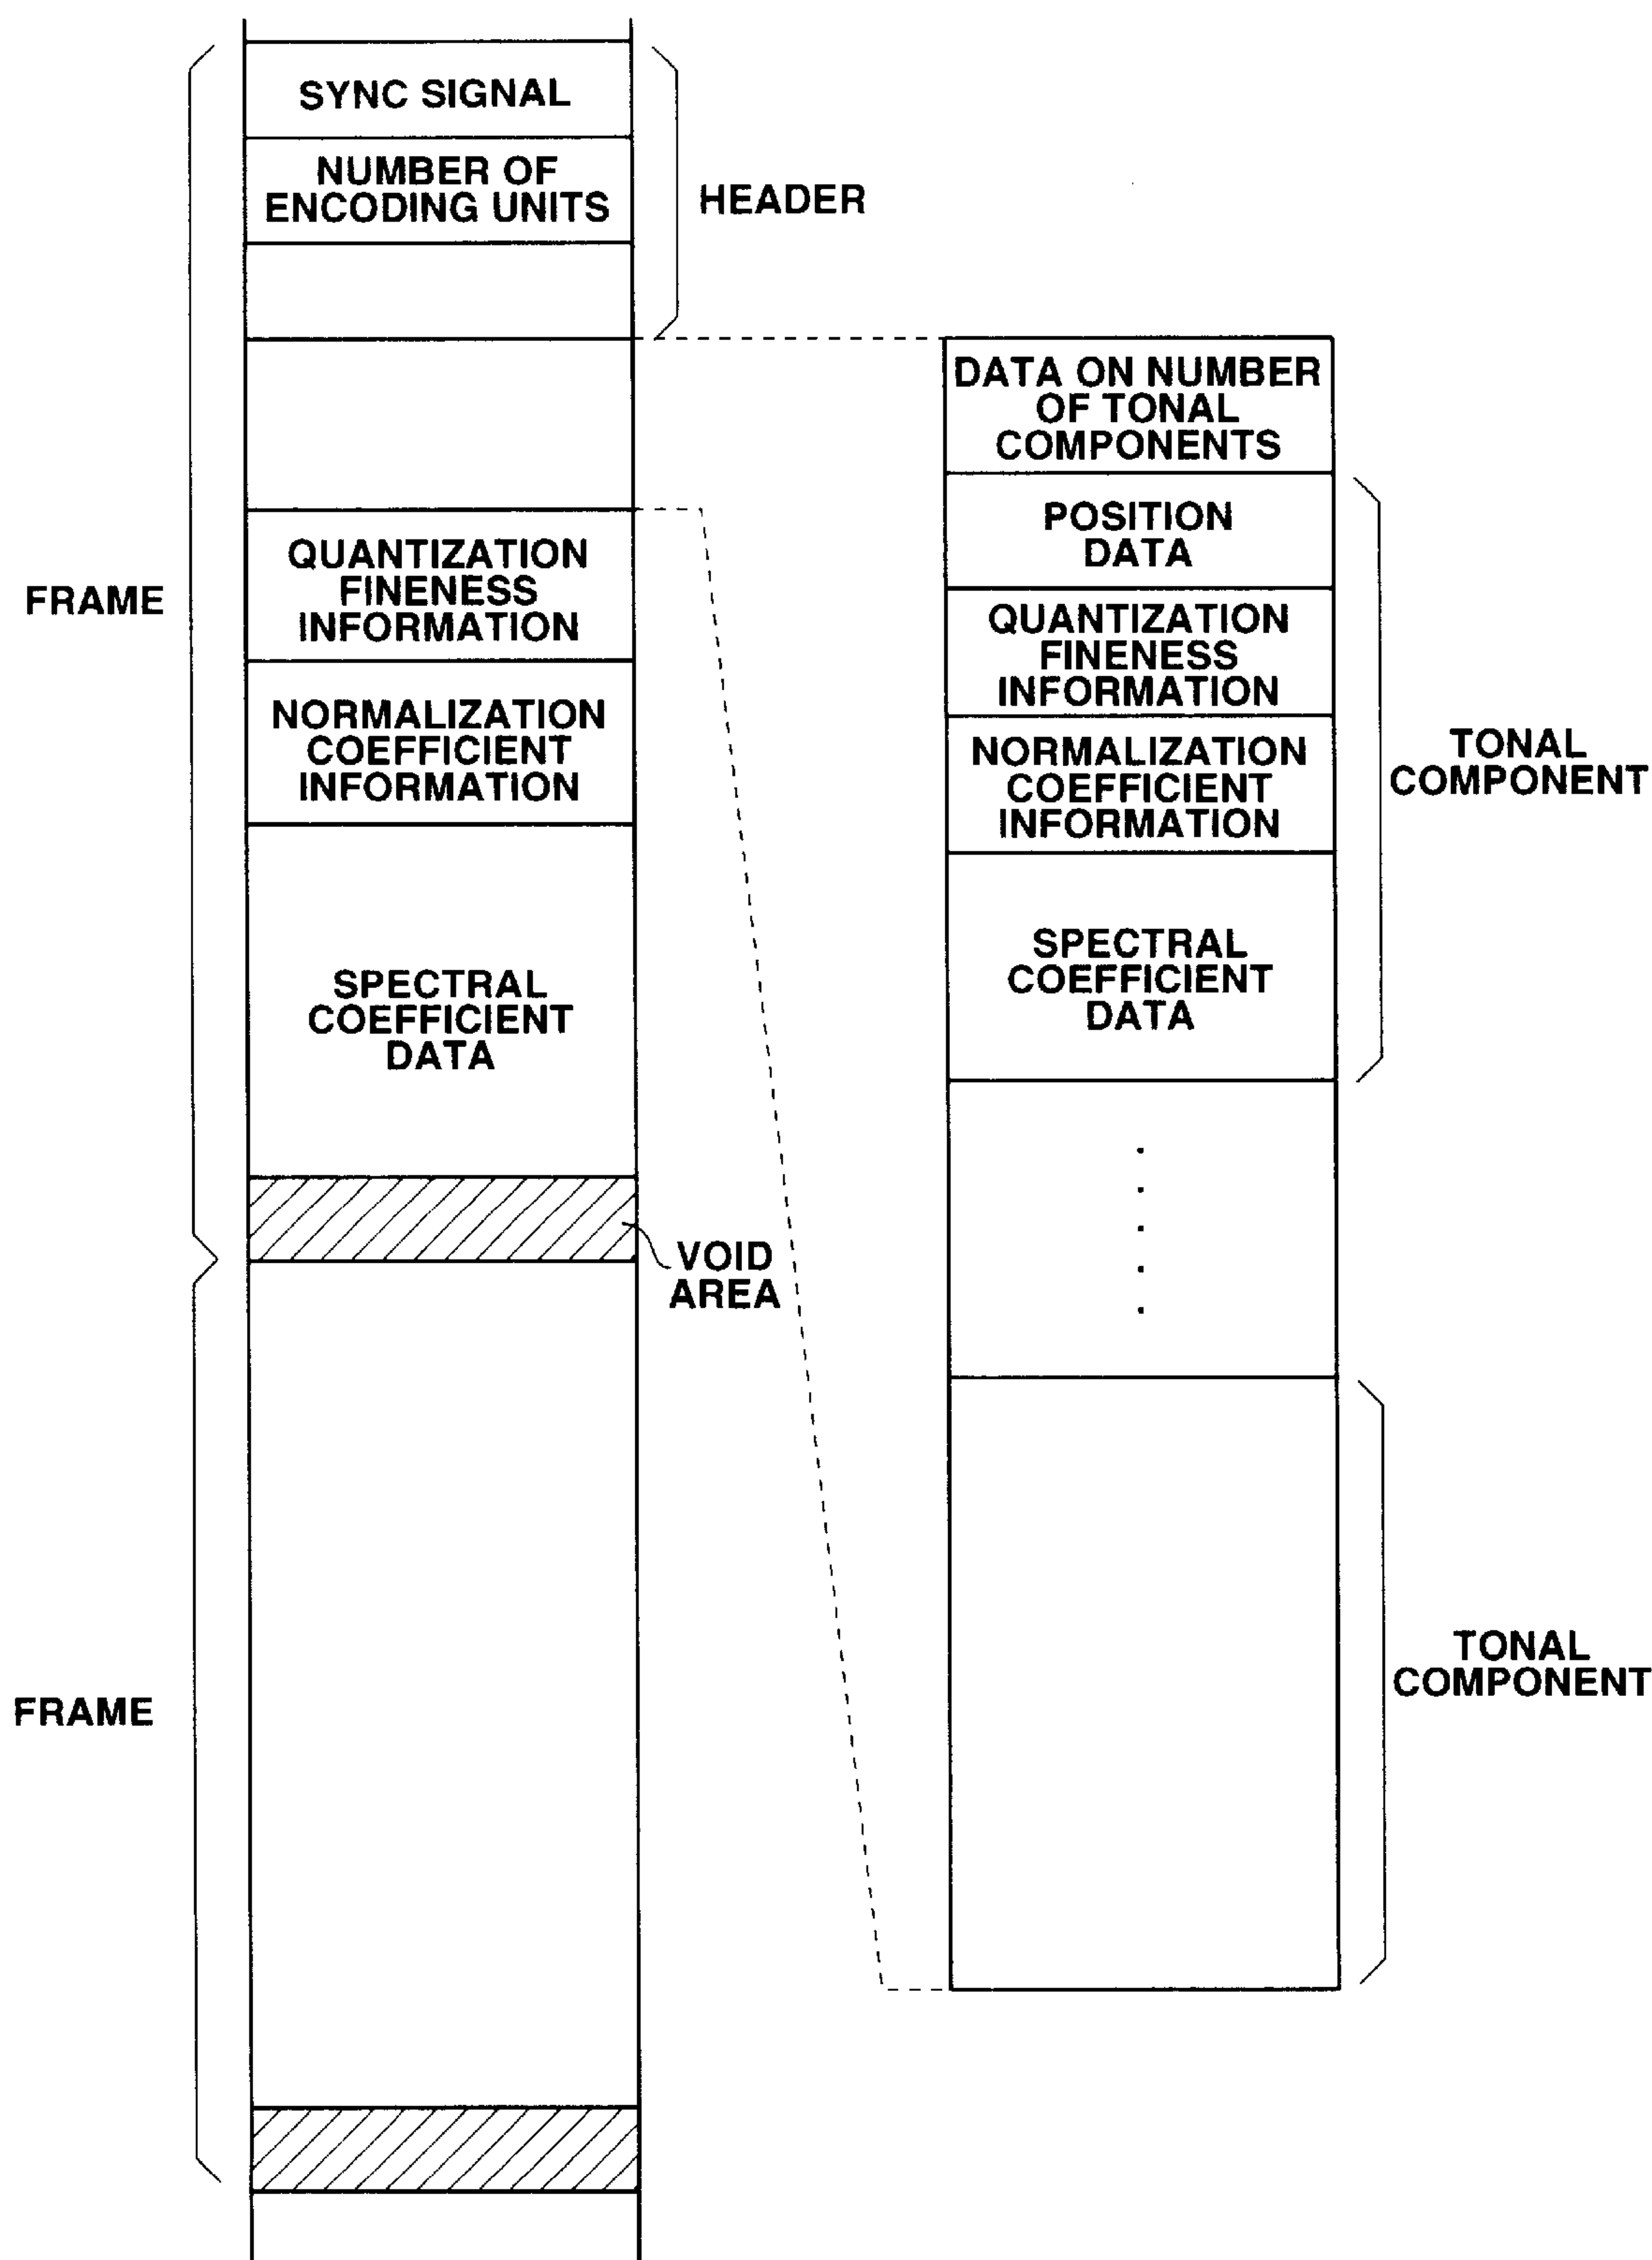 SYNC SIGNAL
NUMBER OF
ENCODING UNITS
HEADER
FRAME
QUANTIZATION
FINENESS
INFORMATION
NORMALIZATION
COEFFICIENT
INFORMATION
SPECTRAL
COEFFICIENT
DATA
VOID
AREA
FRAME
DATA ON NUMBER
OF TONAL
COMPONENTS
POSITION
DATA
QUANTIZATION
FINENESS
INFORMATION
NORMALIZATION
COEFFICIENT
INFORMATION
SPECTRAL
COEFFICIENT
DATA
TONAL
COMPONENT
TONAL
COMPONENT